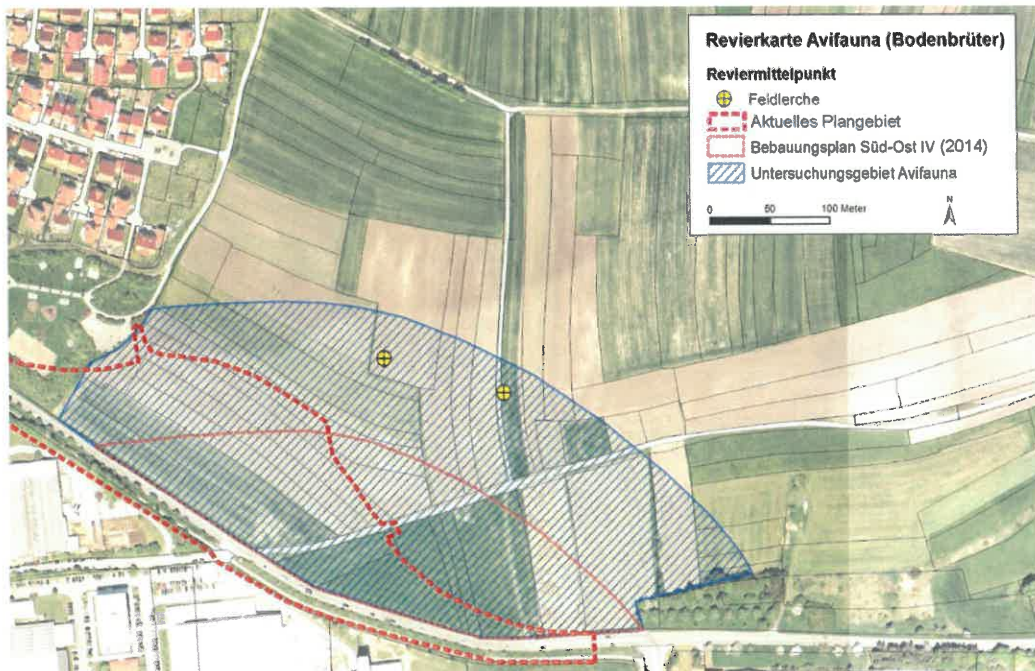 Revierkarte Avifauna (Bodenbrüter)
Reviermittelpunkt
Feldlerche
Aktuelles Plangebiet
Bebauungsplan Süd-Ost IV (2014)
Untersuchungsgebiet Avifauna
0 50 100 Meter
N